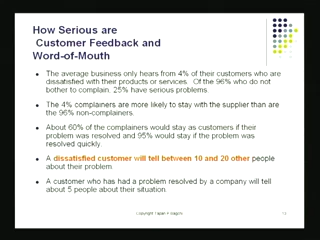 How Serious are
Customer Feedback and
Word-of-Mouth
The average business only hears from 4% of their customers who are
dissatisfied with their products or services. Of the 96% who do not
bother to complain, 25% have serious problems.
The 4% complainers are more likely to stay with the supplier than are
the 96% non-complainers.
About 60% of the complainers would stay as customers if their
problem was resolved and 95% would stay if the problem was
resolved quickly.
A dissatisfied customer will tell between 10 and 20 other people
about their problem.
A customer who has had a problem resolved by a company will tell
about 5 people about their situation.
Copyright Tapan P Bagchi